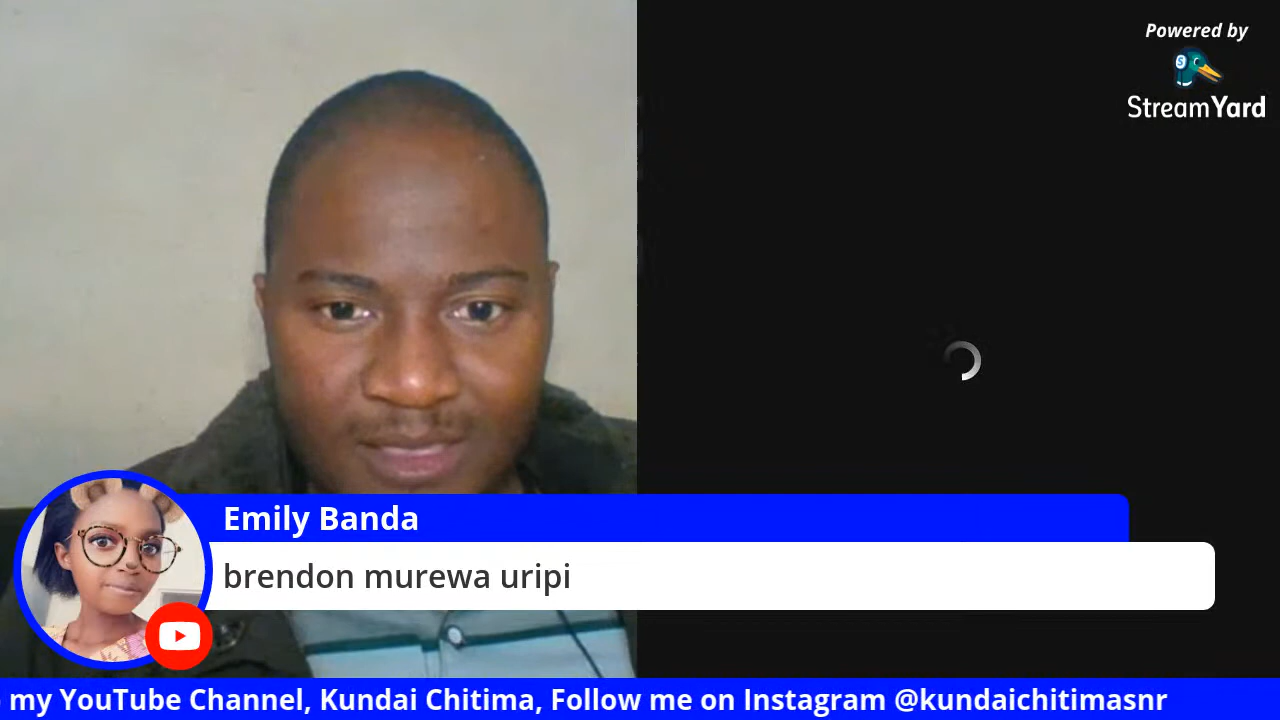 Powered by
StreamYard
Emily Banda
brendon murewa uripi
my YouTube Channel, Kundai Chitima, Follow me on Instagram @kundaichitimasnr